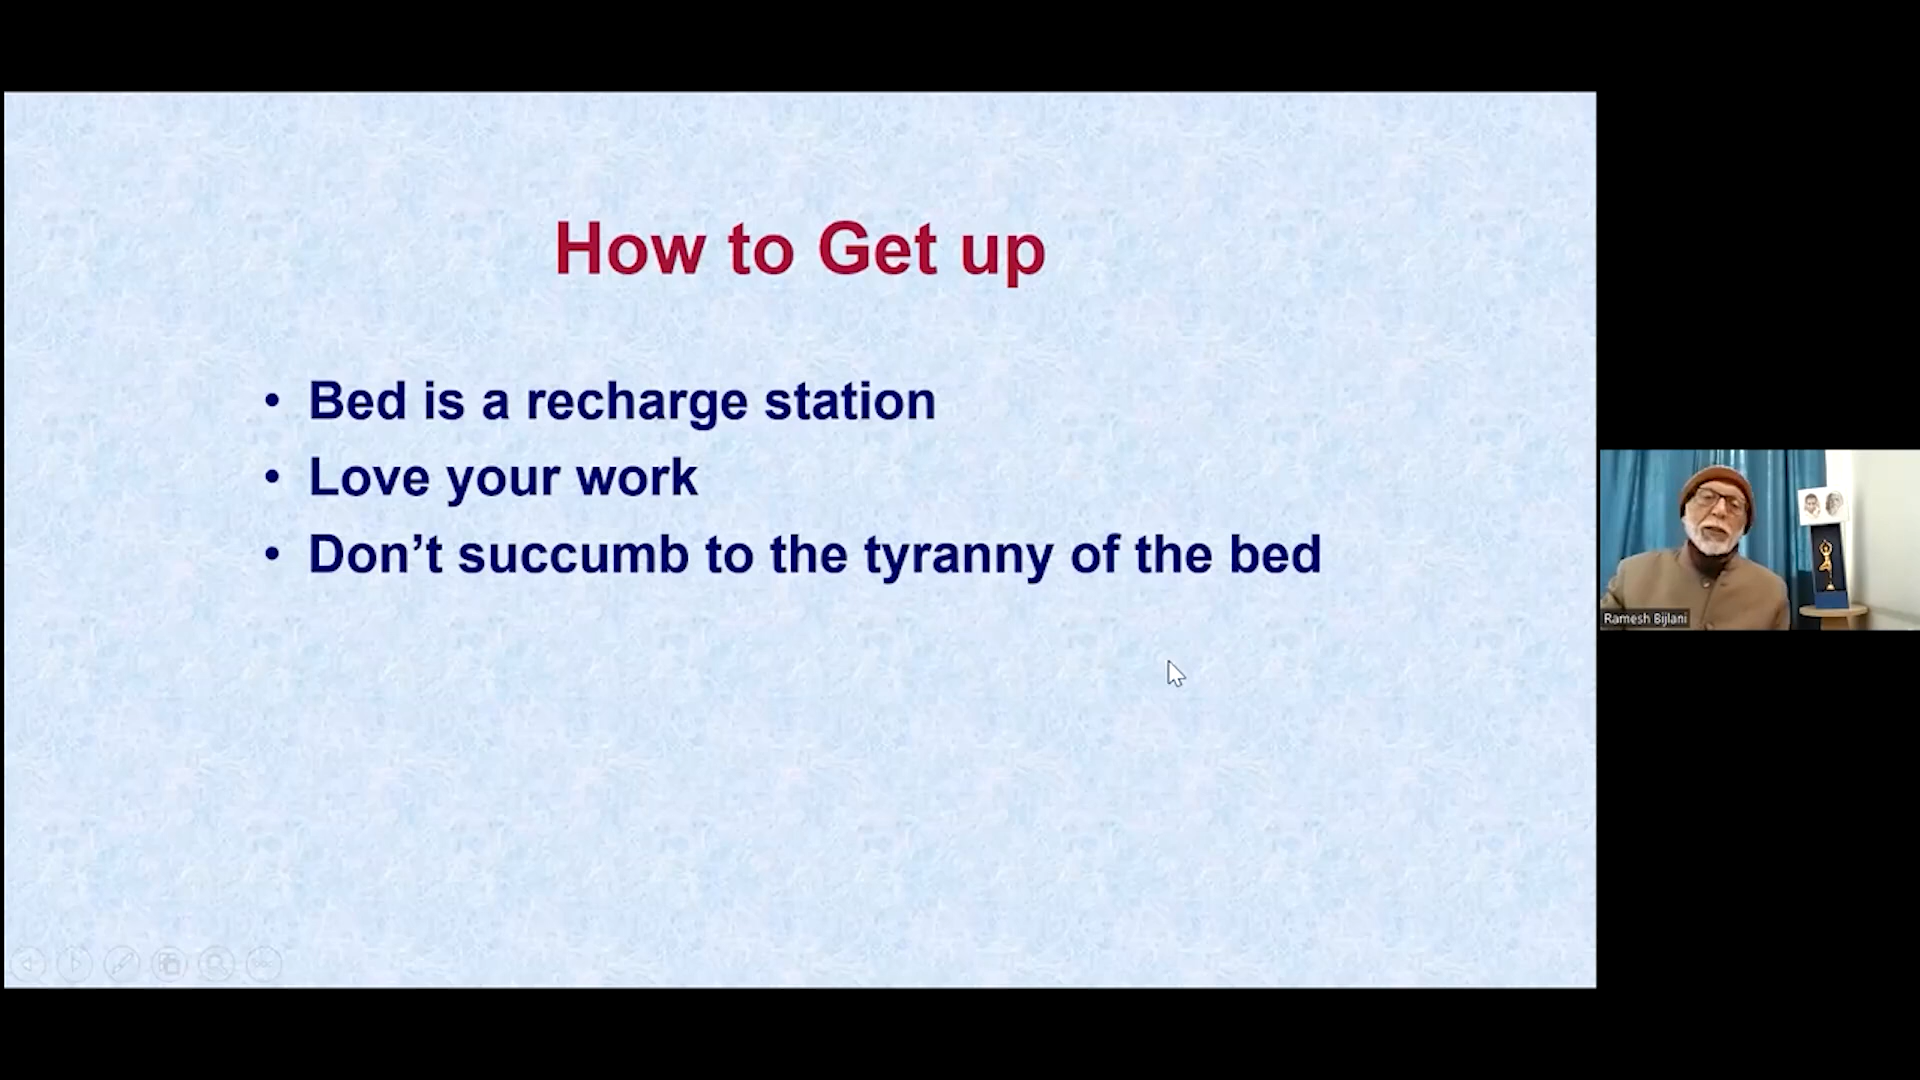 How to Get up
• Bed is a recharge station
• Love your work
• Don’t succumb to the tyranny of the bed
Ramesh Bijlani